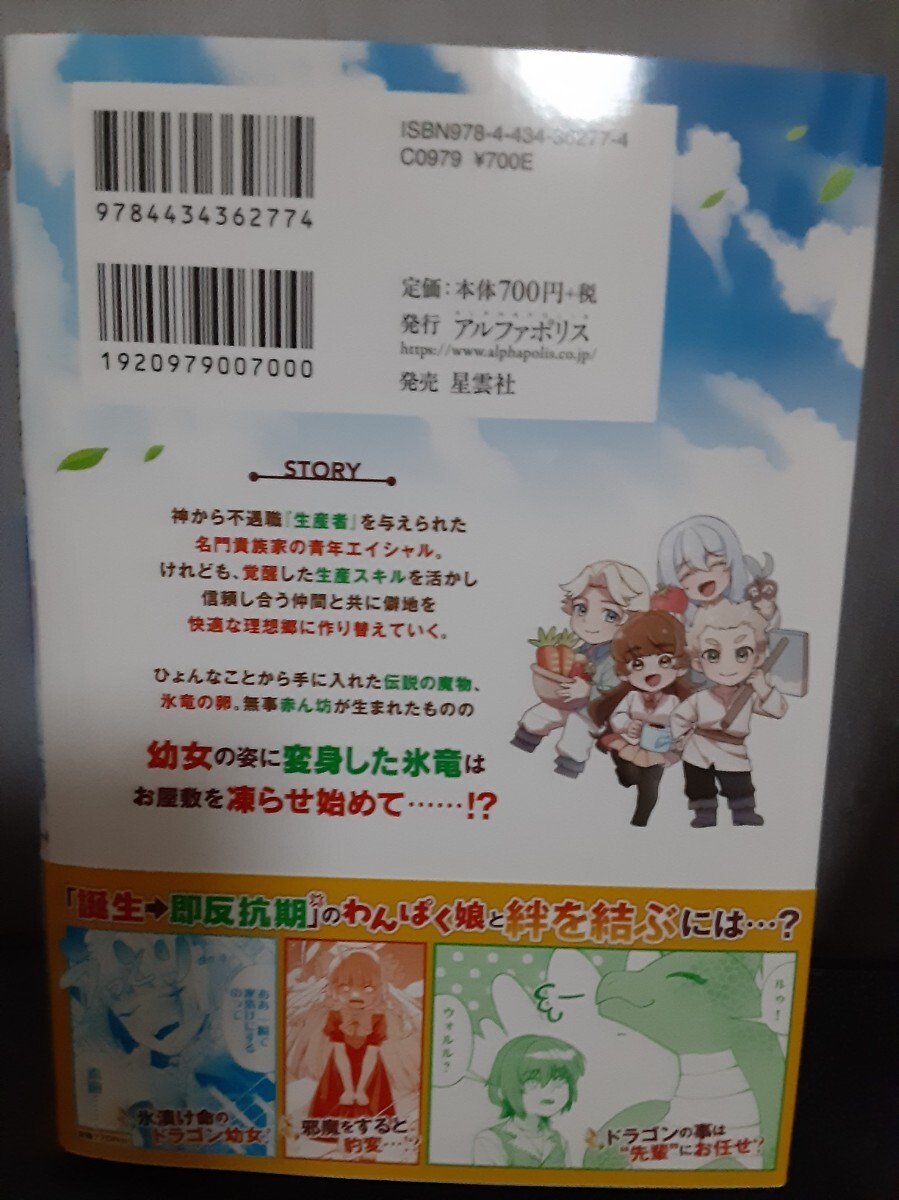 ISBN978-4-434-36277-4
C0979 ¥700E
9784434362774
1920979007000
定価：本体700円+税
ALPHAPOLIS
発行 アルファポリス
https://www.alphapolis.co.jp/
発売 星雲社
STORY
神から不遇職『生産者』を与えられた
名門貴族家の青年エイシャル。
けれども、覚醒した生産スキルを活かし
信頼し合う仲間と共に僻地を
快適な理想郷に作り替えていく。
ひょんなことから手に入れた伝説の魔物、
氷竜の卵。無事赤ん坊が生まれたものの
幼女の姿に変身した氷竜は
お屋敷を凍らせ始めて……!?
「誕生→即反抗期」のわんぱく娘と絆を結ぶには…?
氷漬け命の
ドラゴン幼女!
邪魔をすると
豹変…!?
ウォルル?
ルゥ!
ドラゴンの事は
"先輩"にお任せ?